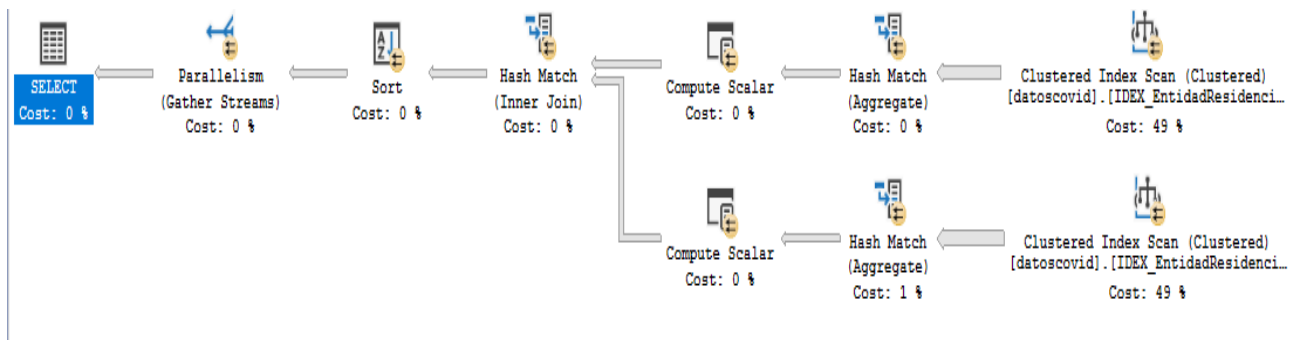 SELECT
Cost: 0 %
Parallelism
(Gather Streams)
Cost: 0 %
Sort
Cost: 0 %
Hash Match
(Inner Join)
Cost: 0 %
Compute Scalar
Cost: 0 %
Hash Match
(Aggregate)
Cost: 0 %
Clustered Index Scan (Clustered)
[datoscovid].[IDEX_EntidadResidenci…
Cost: 49 %
Compute Scalar
Cost: 0 %
Hash Match
(Aggregate)
Cost: 1 %
Clustered Index Scan (Clustered)
[datoscovid].[IDEX_EntidadResidenci…
Cost: 49 %